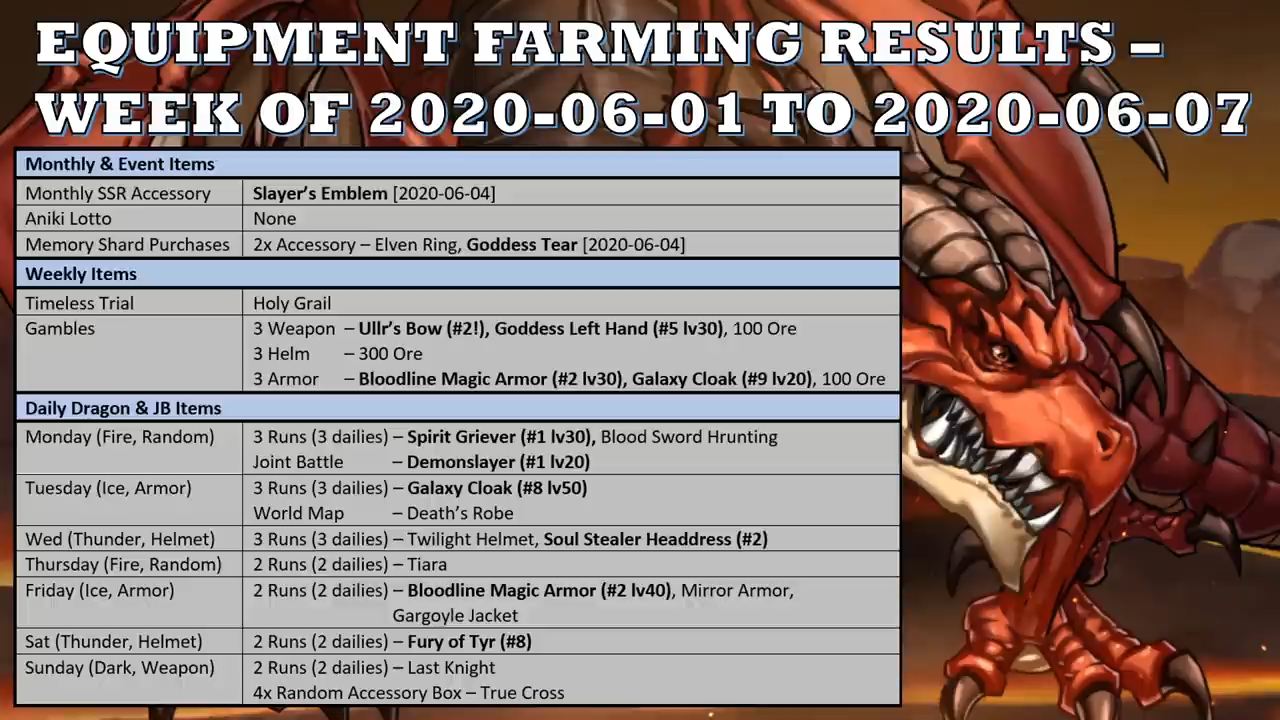 EQUIPMENT FARMING RESULTS –
WEEK OF 2020-06-01 TO 2020-06-07
Monthly & Event Items
Monthly SSR Accessory Slayer's Emblem [2020-06-04]
Aniki Lotto None
Memory Shard Purchases 2x Accessory – Elven Ring, Goddess Tear [2020-06-04]
Weekly Items
Timeless Trial Holy Grail
Gambles 3 Weapon – Ullr's Bow (#2!), Goddess Left Hand (#5 lv30), 100 Ore
3 Helm – 300 Ore
3 Armor – Bloodline Magic Armor (#2 lv30), Galaxy Cloak (#9 lv20), 100 Ore
Daily Dragon & JB Items
Monday (Fire, Random) 3 Runs (3 dailies) – Spirit Griever (#1 lv30), Blood Sword Hrunting
Joint Battle – Demonslayer (#1 lv20)
Tuesday (Ice, Armor) 3 Runs (3 dailies) – Galaxy Cloak (#8 lv50)
World Map – Death's Robe
Wed (Thunder, Helmet) 3 Runs (3 dailies) – Twilight Helmet, Soul Stealer Headdress (#2)
Thursday (Fire, Random) 2 Runs (2 dailies) – Tiara
Friday (Ice, Armor) 2 Runs (2 dailies) – Bloodline Magic Armor (#2 lv40), Mirror Armor,
Gargoyle Jacket
Sat (Thunder, Helmet) 2 Runs (2 dailies) – Fury of Tyr (#8)
Sunday (Dark, Weapon) 2 Runs (2 dailies) – Last Knight
4x Random Accessory Box – True Cross